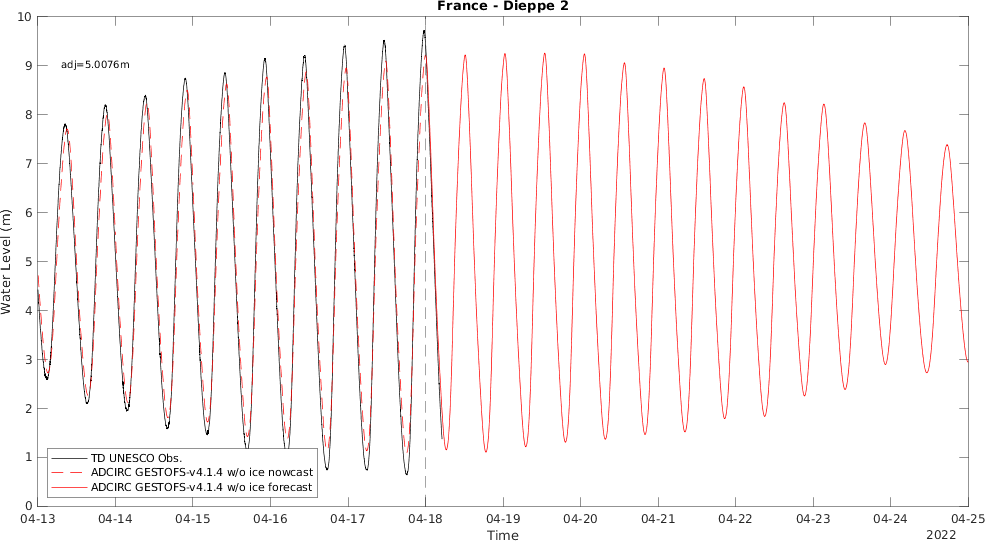 France - Dieppe 2
adj=5.0076m
10
9
8
7
6
5
4
3
2
1
0
Water Level (m)
TD UNESCO Obs.
ADCIRC GESTOFS-v4.1.4 w/o ice nowcast
ADCIRC GESTOFS-v4.1.4 w/o ice forecast
04-13 04-14 04-15 04-16 04-17 04-18 04-19 04-20 04-21 04-22 04-23 04-24 04-25
Time
2022